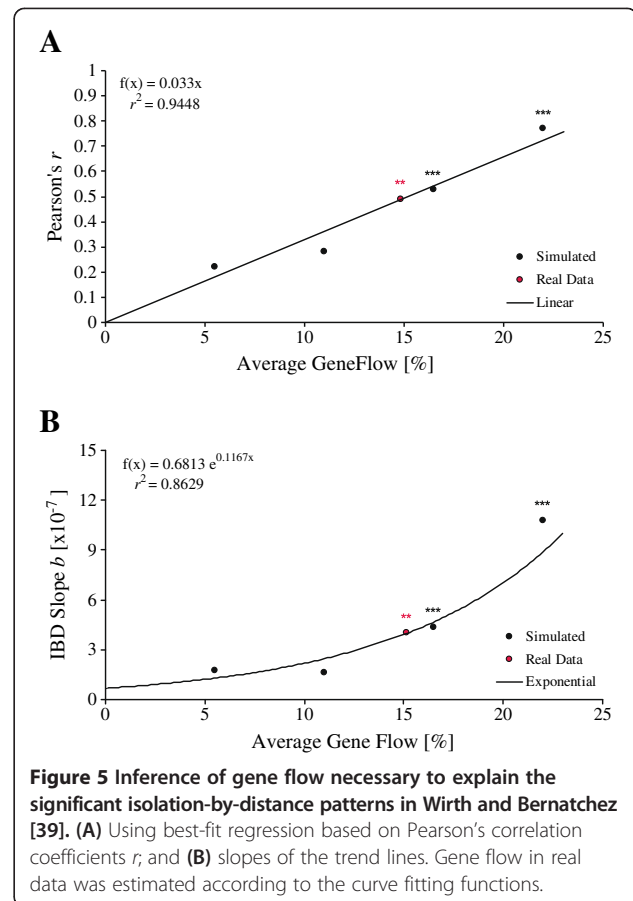 A
f(x) = 0.033x
r² = 0.9448
Pearson's r
1
0.9
0.8
0.7
0.6
0.5
0.4
0.3
0.2
0.1
0
***
**
***
Simulated
Real Data
Linear
0 5 10 15 20 25
Average GeneFlow [%]
B
f(x) = 0.6813 e^0.1167x
r² = 0.8629
IBD Slope b [x10⁻⁷]
15
12
9
6
3
0
***
**
***
Simulated
Real Data
Exponential
0 5 10 15 20 25
Average Gene Flow [%]
Figure 5 Inference of gene flow necessary to explain the
significant isolation-by-distance patterns in Wirth and Bernatchez
[39]. (A) Using best-fit regression based on Pearson's correlation
coefficients r; and (B) slopes of the trend lines. Gene flow in real
data was estimated according to the curve fitting functions.